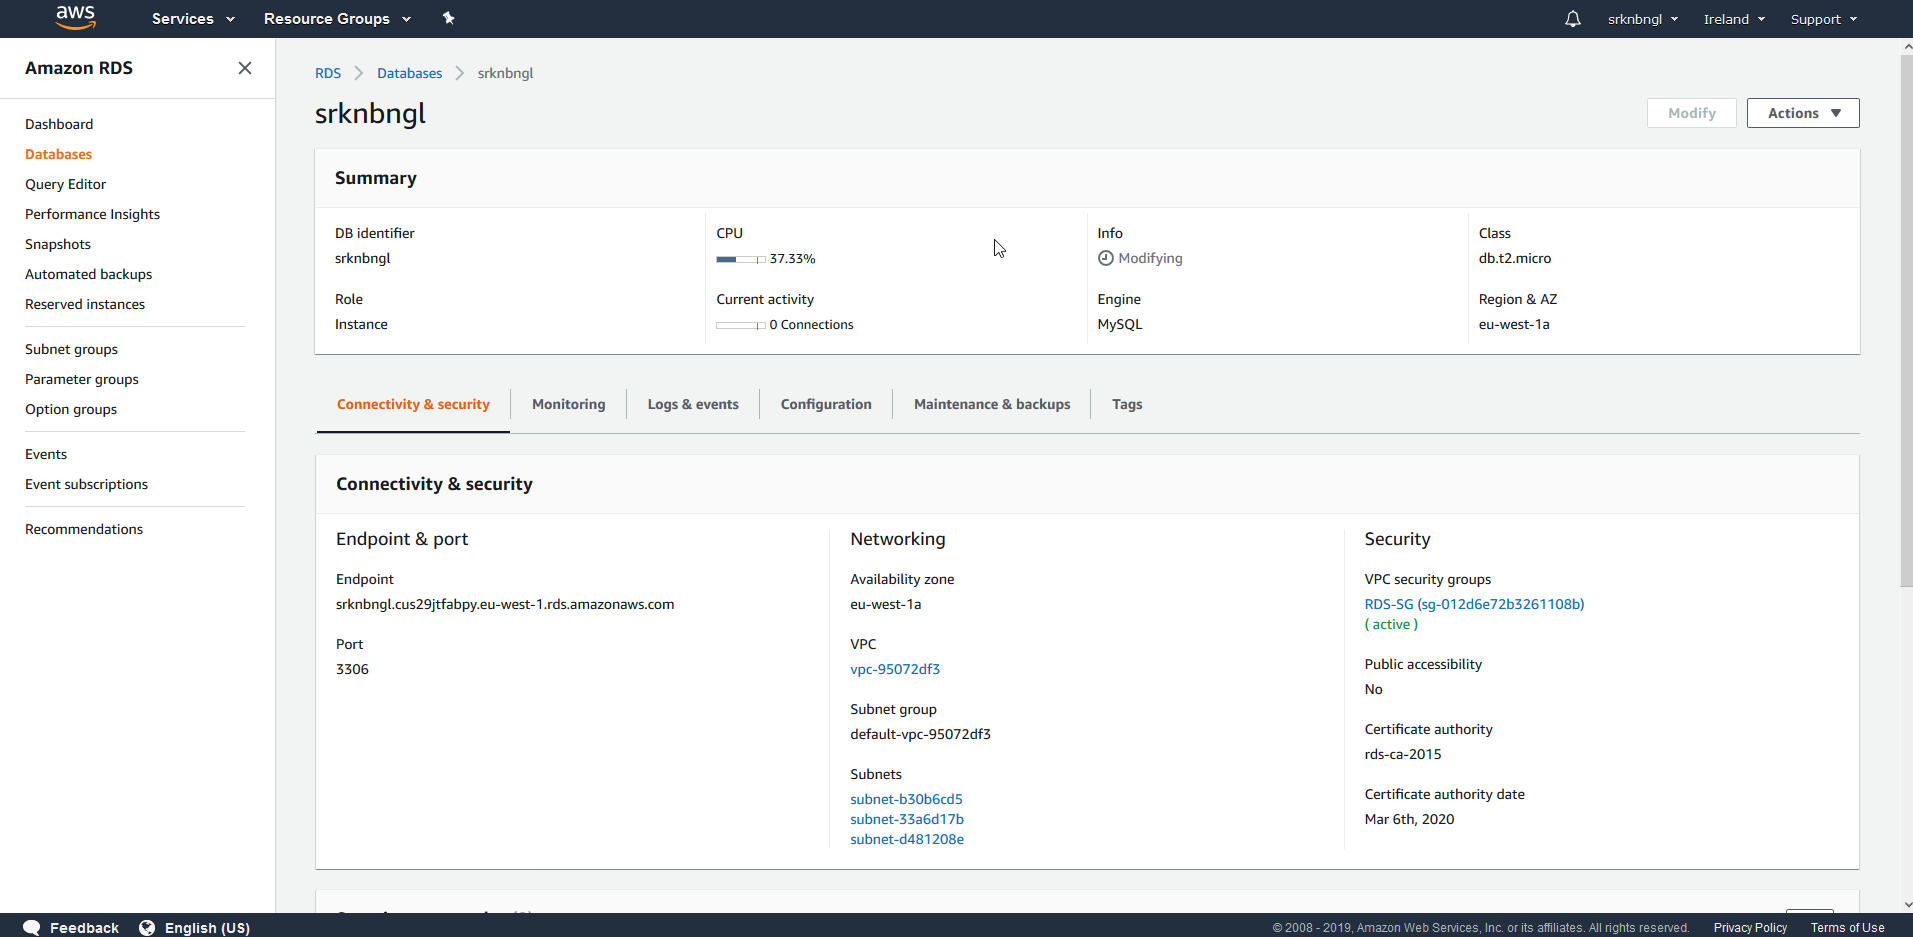 aws Services Resource Groups srknbngl Ireland Support
Amazon RDS
Dashboard
Databases
Query Editor
Performance Insights
Snapshots
Automated backups
Reserved instances
Subnet groups
Parameter groups
Option groups
Events
Event subscriptions
Recommendations
RDS Databases srknbngl
srknbngl
Modify Actions
Summary
DB identifier
srknbngl
Role
Instance
CPU
37.33%
Current activity
0 Connections
Info
Modifying
Engine
MySQL
Class
db.t2.micro
Region & AZ
eu-west-1a
Connectivity & security Monitoring Logs & events Configuration Maintenance & backups Tags
Connectivity & security
Endpoint & port
Endpoint
srknbngl.cus29jtfabpy.eu-west-1.rds.amazonaws.com
Port
3306
Networking
Availability zone
eu-west-1a
VPC
vpc-95072df3
Subnet group
default-vpc-95072df3
Subnets
subnet-b30b6cd5
subnet-33a6d17b
subnet-d481208e
Security
VPC security groups
RDS-SG (sg-012d6e72b3261108b)
( active )
Public accessibility
No
Certificate authority
rds-ca-2015
Certificate authority date
Mar 6th, 2020
Feedback English (US) © 2008 - 2019, Amazon Web Services, Inc. or its affiliates. All rights reserved. Privacy Policy Terms of Use